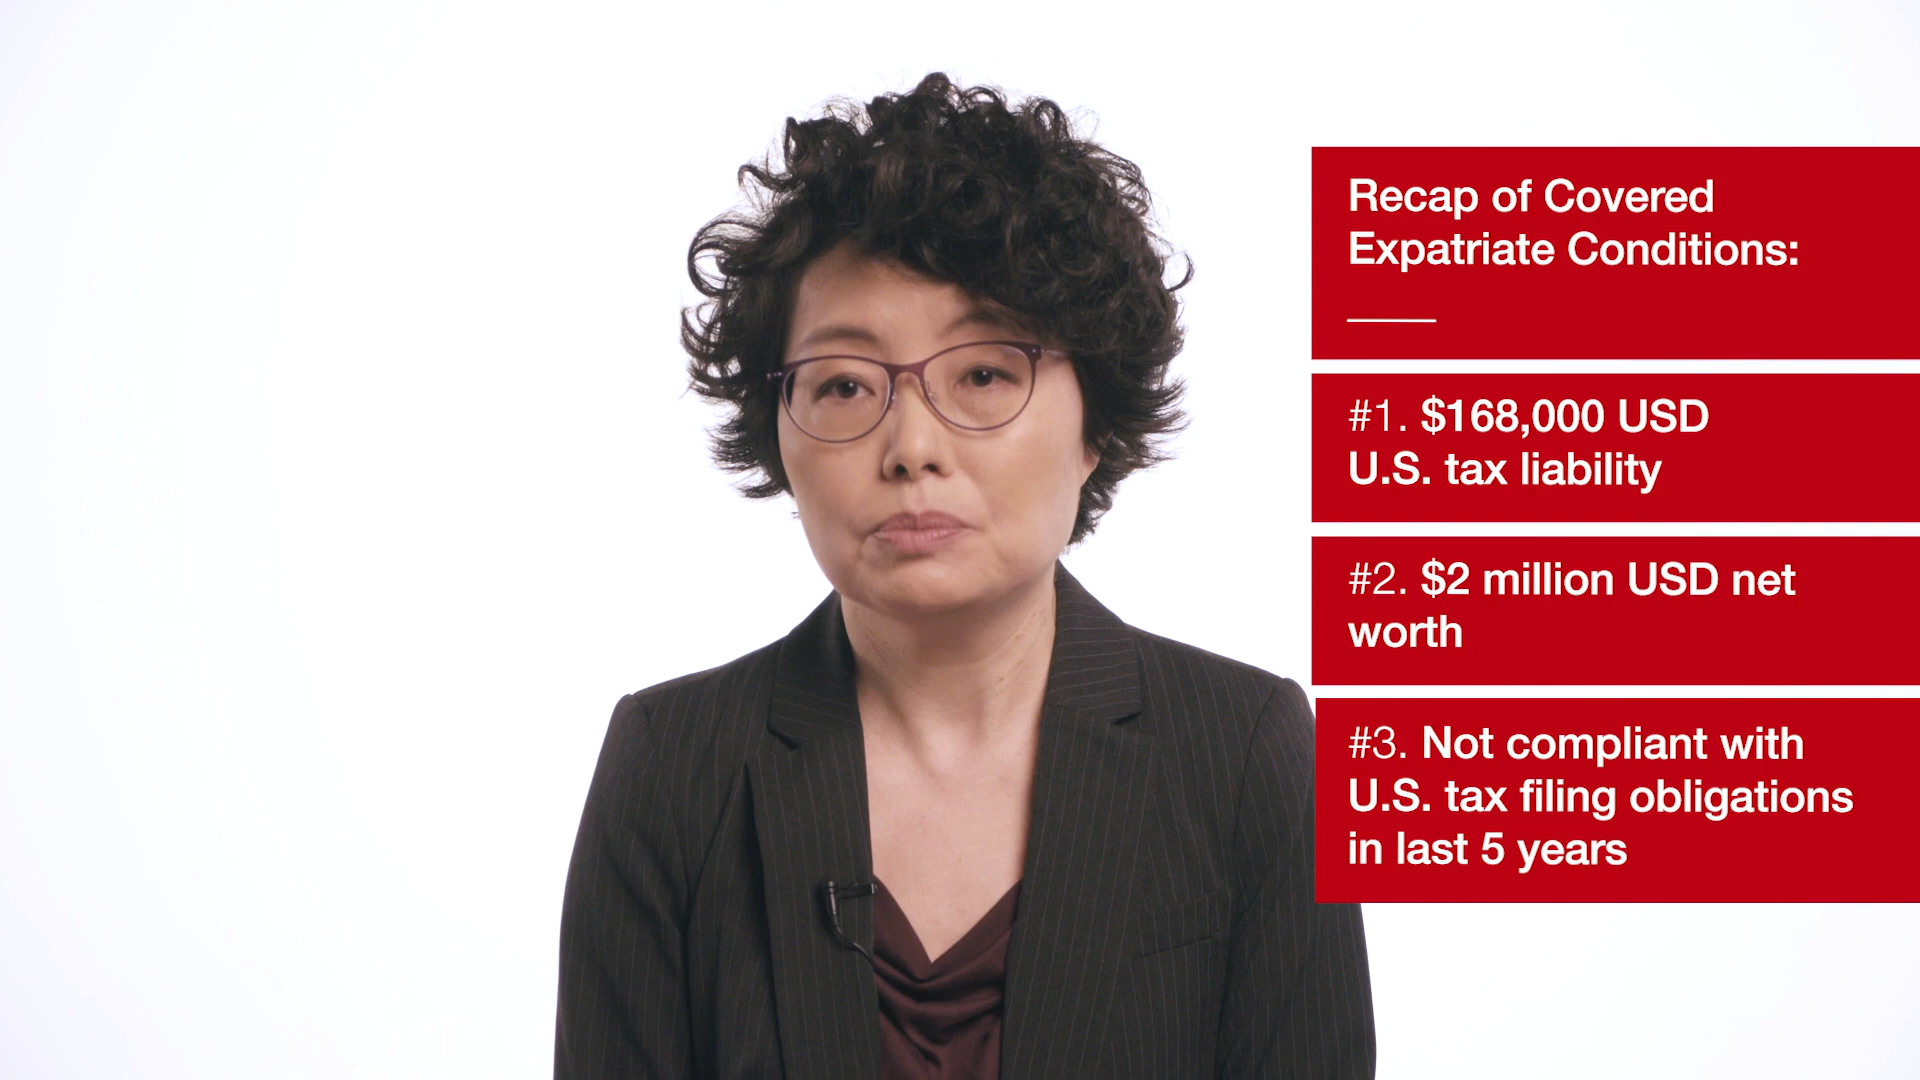 Recap of Covered
Expatriate Conditions:
#1. $168,000 USD
U.S. tax liability
#2. $2 million USD net
worth
#3. Not compliant with
U.S. tax filing obligations
in last 5 years